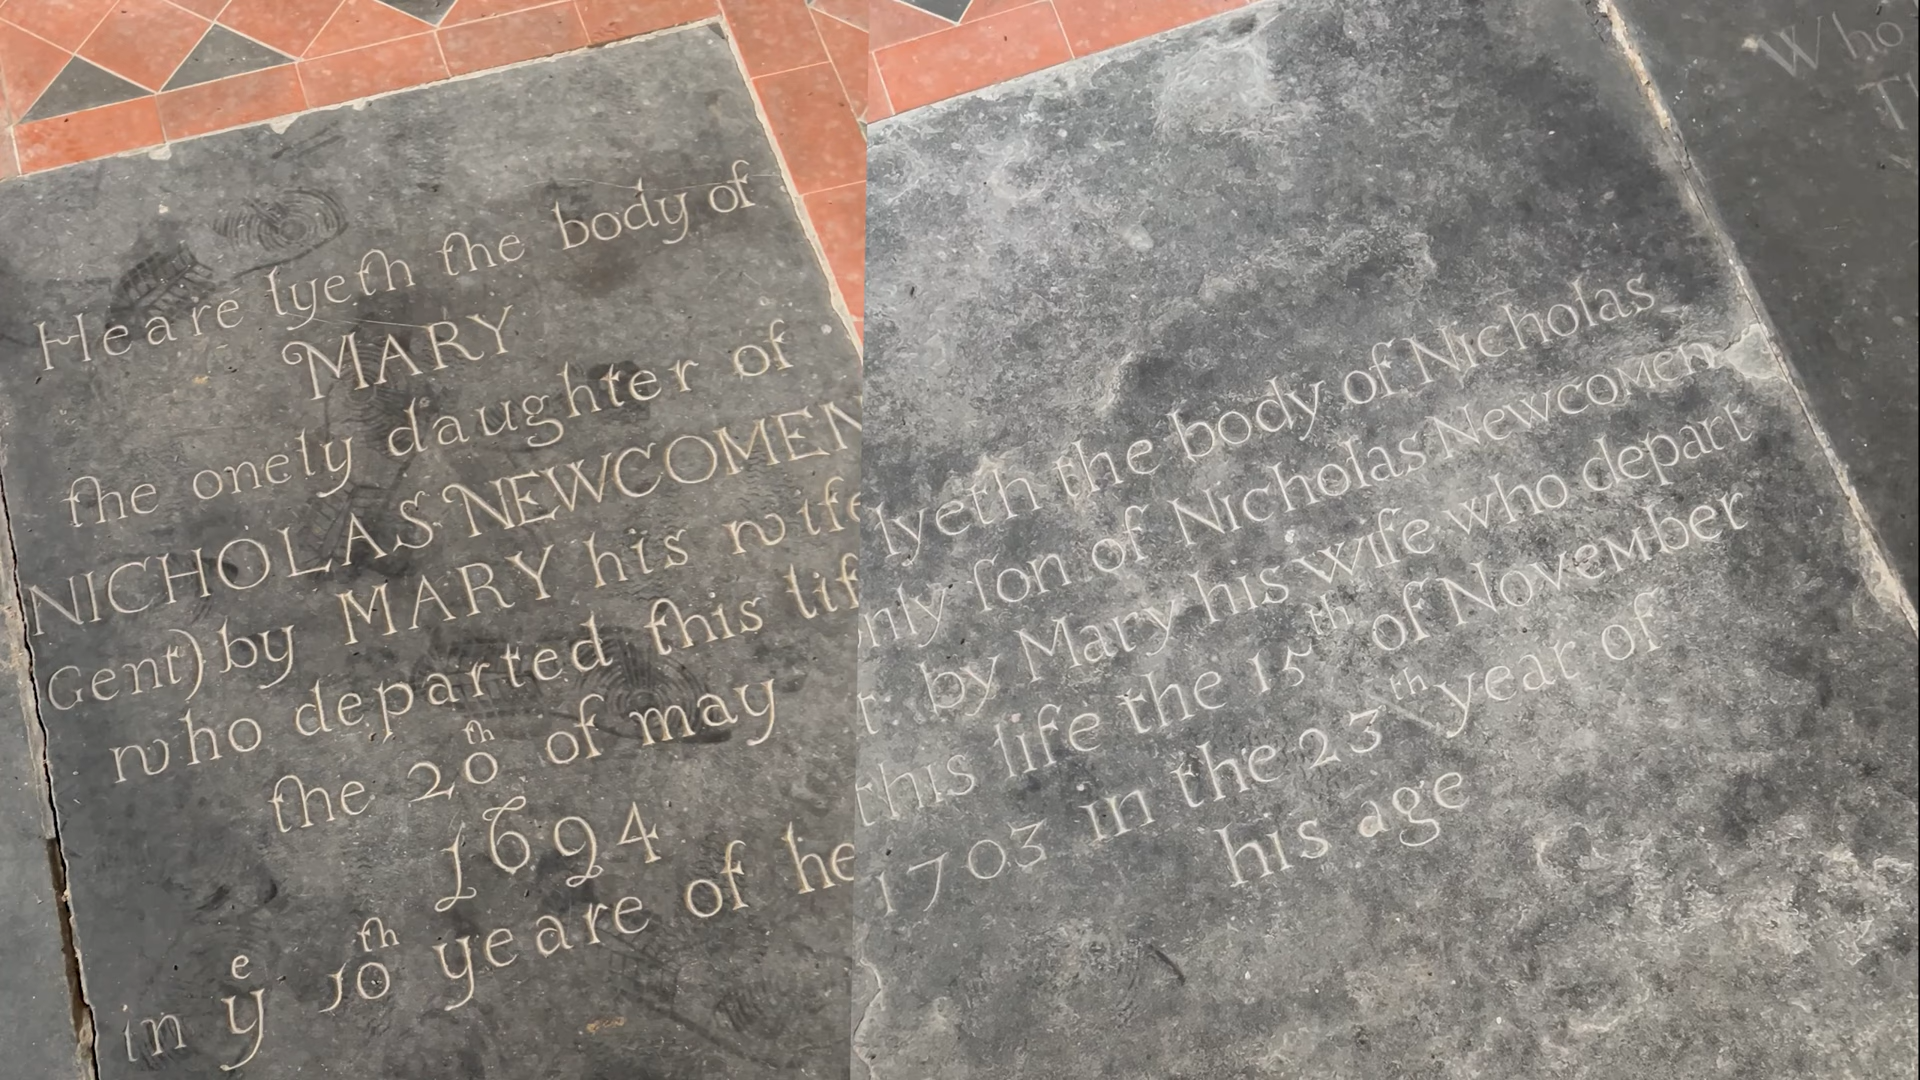 Heare lyeth the body of
MARY
the onely daughter of
NICHOLAS NEWCOMEN
Gent) by MARY his wife
who departed this life
the 20th of may
1694
in ye 10th yeare of he
lyeth the body of Nicholas
nly ſon of Nicholas Newcomen
t by Mary his wife who depart
this life the 15th of November
1703 in the 23th year of
his age
Who